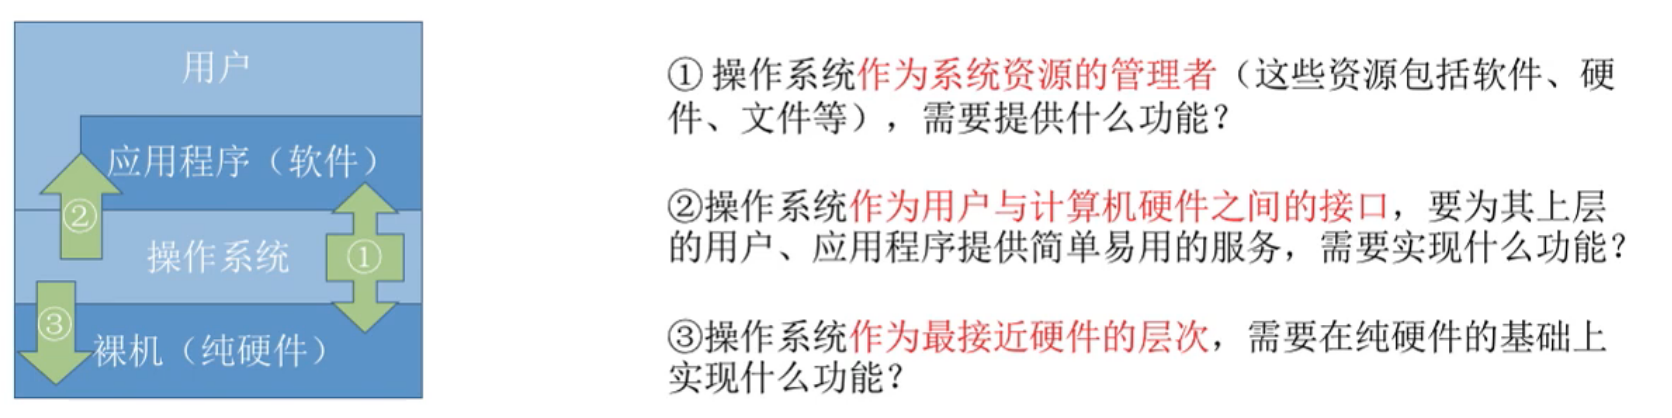 用户
应用程序（软件）
②
操作系统
①
③
裸机（纯硬件）
① 操作系统作为系统资源的管理者（这些资源包括软件、硬
件、文件等），需要提供什么功能？
②操作系统作为用户与计算机硬件之间的接口，要为其上层
的用户、应用程序提供简单易用的服务，需要实现什么功能？
③操作系统作为最接近硬件的层次，需要在纯硬件的基础上
实现什么功能？